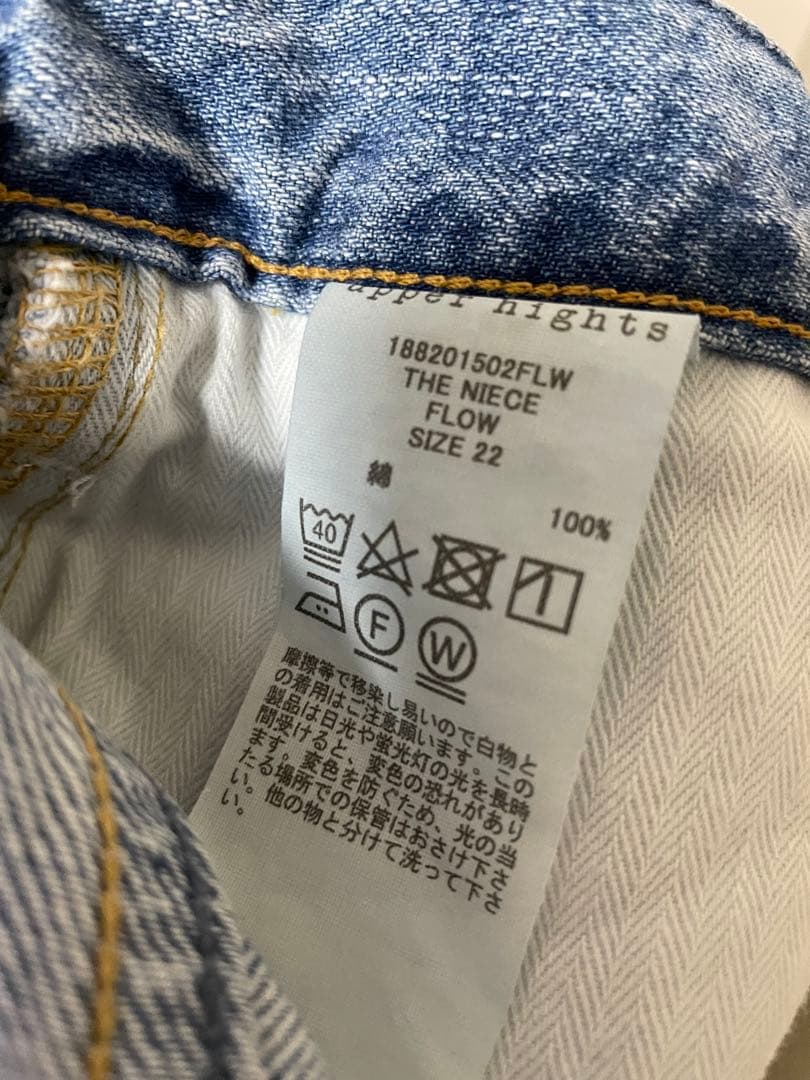 upper hights
188201502FLW
THE NIECE
FLOW
SIZE 22
綿
100%
40
F
W
摩擦等で移染し易いので白物と
の着用はご注意願います。この
製品は日光や蛍光灯の光を長時
間受けると、変色の恐れがあり
ます。変色を防ぐため、光の当
たる場所での保管はおさけ下さ
い。他の物と分けて洗って下さ
い。